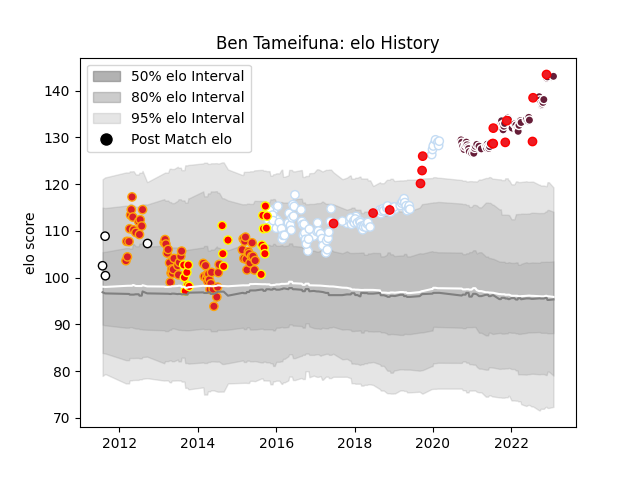 Ben Tameifuna: elo History
50% elo Interval
80% elo Interval
95% elo Interval
Post Match elo
elo score
140
130
120
110
100
90
80
70
2012 2014 2016 2018 2020 2022